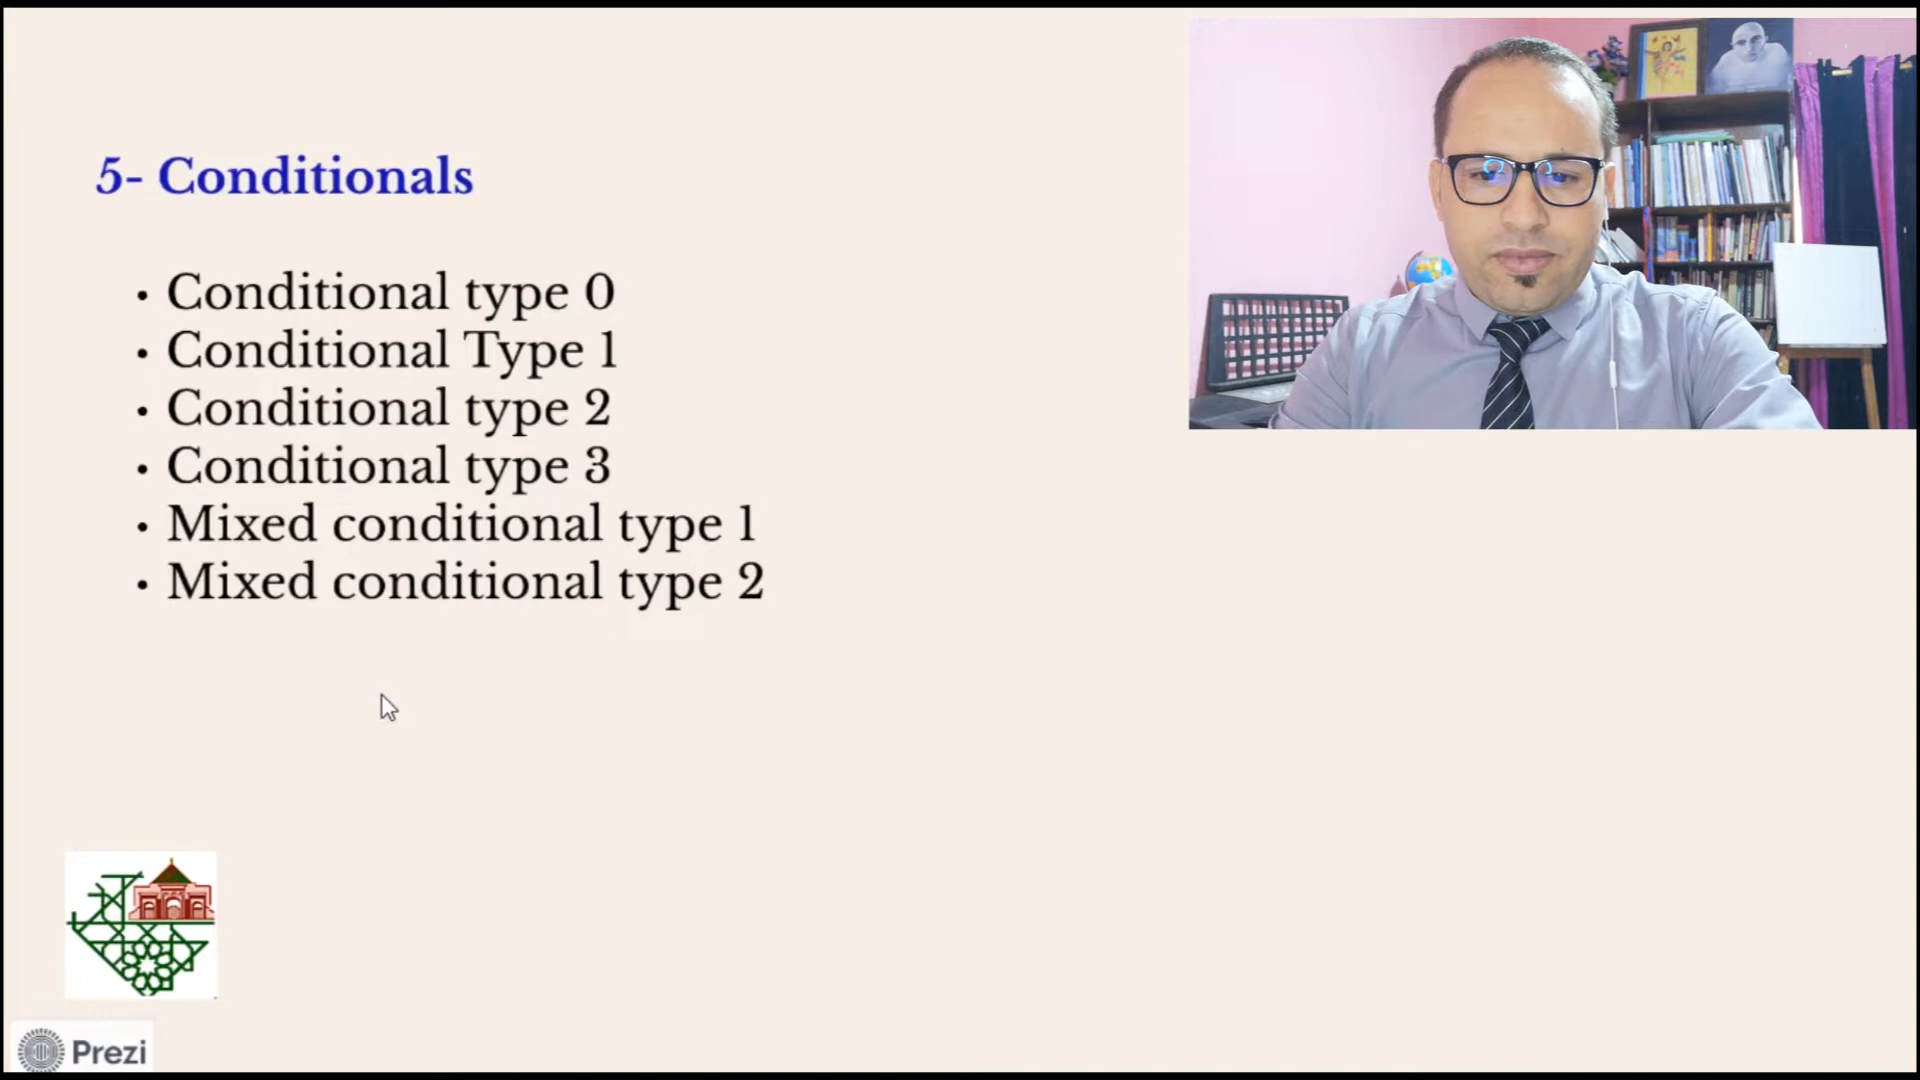 5- Conditionals
• Conditional type 0
• Conditional Type 1
• Conditional type 2
• Conditional type 3
• Mixed conditional type 1
• Mixed conditional type 2
Prezi